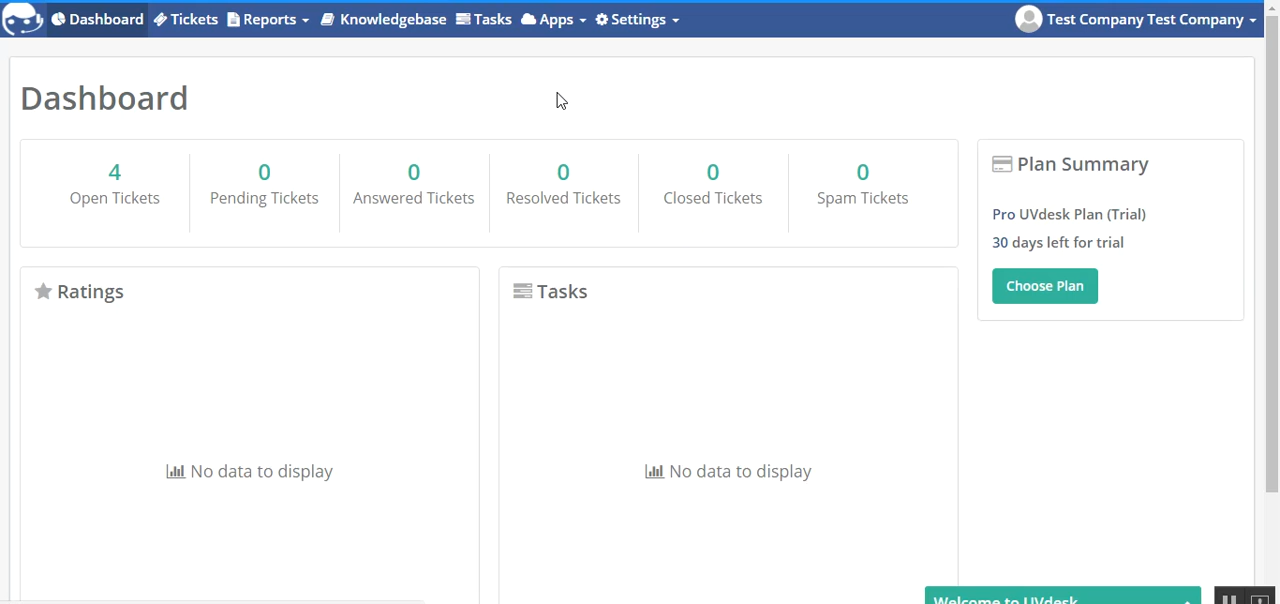 Dashboard Tickets Reports Knowledgebase Tasks Apps Settings Test Company Test Company
Dashboard
4 0 0 0 0 0
Open Tickets Pending Tickets Answered Tickets Resolved Tickets Closed Tickets Spam Tickets
Plan Summary
Pro UVdesk Plan (Trial)
30 days left for trial
Choose Plan
Ratings
No data to display
Tasks
No data to display
Welcome to UVdesk